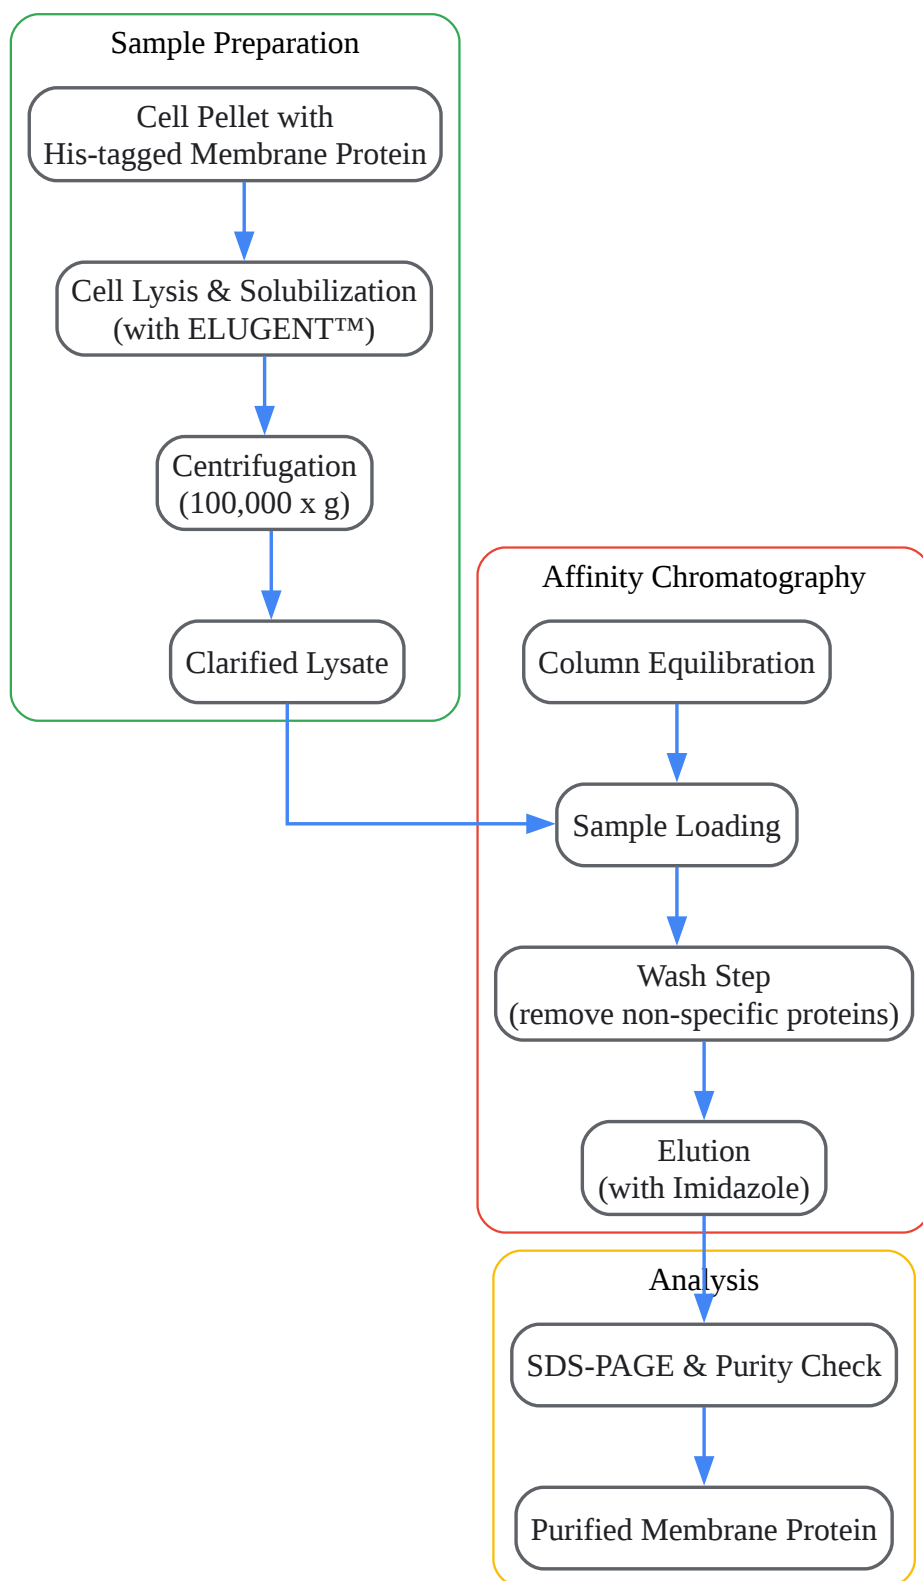 Sample Preparation
Cell Pellet with
His-tagged Membrane Protein
Cell Lysis & Solubilization
(with ELUGENT™)
Centrifugation
(100,000 x g)
Clarified Lysate
Affinity Chromatography
Column Equilibration
Sample Loading
Wash Step
(remove non-specific proteins)
Elution
(with Imidazole)
Analysis
SDS-PAGE & Purity Check
Purified Membrane Protein